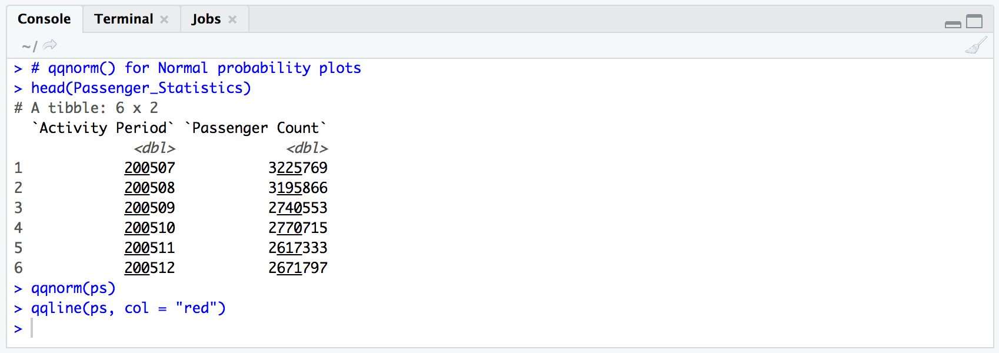 Console Terminal × Jobs ×
~/
> # qqnorm() for Normal probability plots
> head(Passenger_Statistics)
# A tibble: 6 x 2
`Activity Period` `Passenger Count`
<dbl> <dbl>
1 200507 3225769
2 200508 3195866
3 200509 2740553
4 200510 2770715
5 200511 2617333
6 200512 2671797
> qqnorm(ps)
> qqline(ps, col = "red")
>